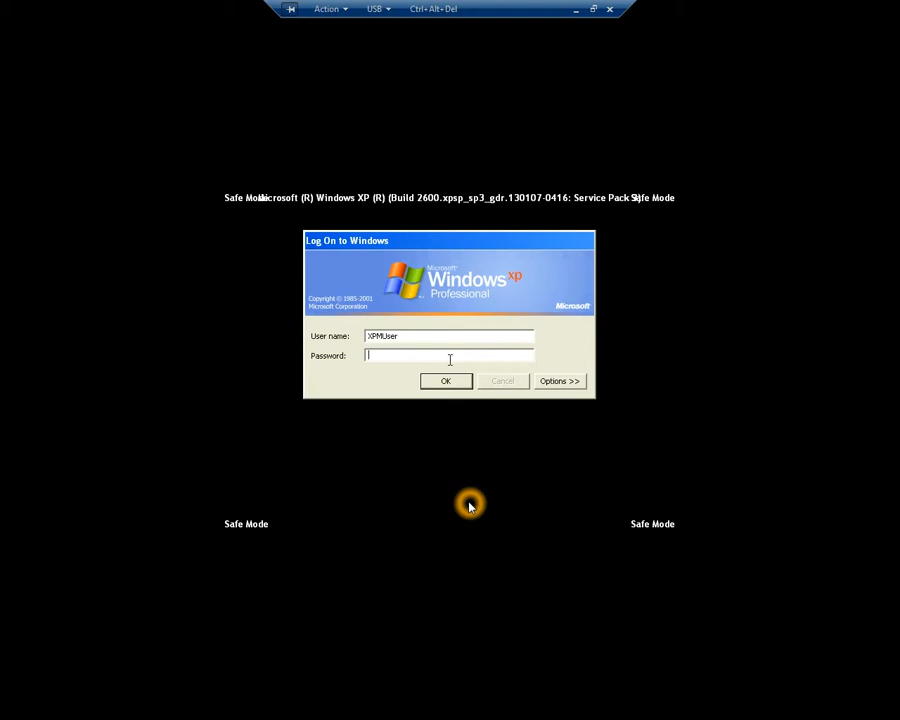 Action USB Ctrl+Alt+Del
Safe Mode Microsoft (R) Windows XP (R) (Build 2600.xpsp_sp3_gdr.130107-0416: Service Pack 3) Safe Mode
Log On to Windows
Microsoft
Windows xp
Professional
Copyright © 1985-2001
Microsoft Corporation
Microsoft
User name: XPMUser
Password:
OK Cancel Options >>
Safe Mode Safe Mode